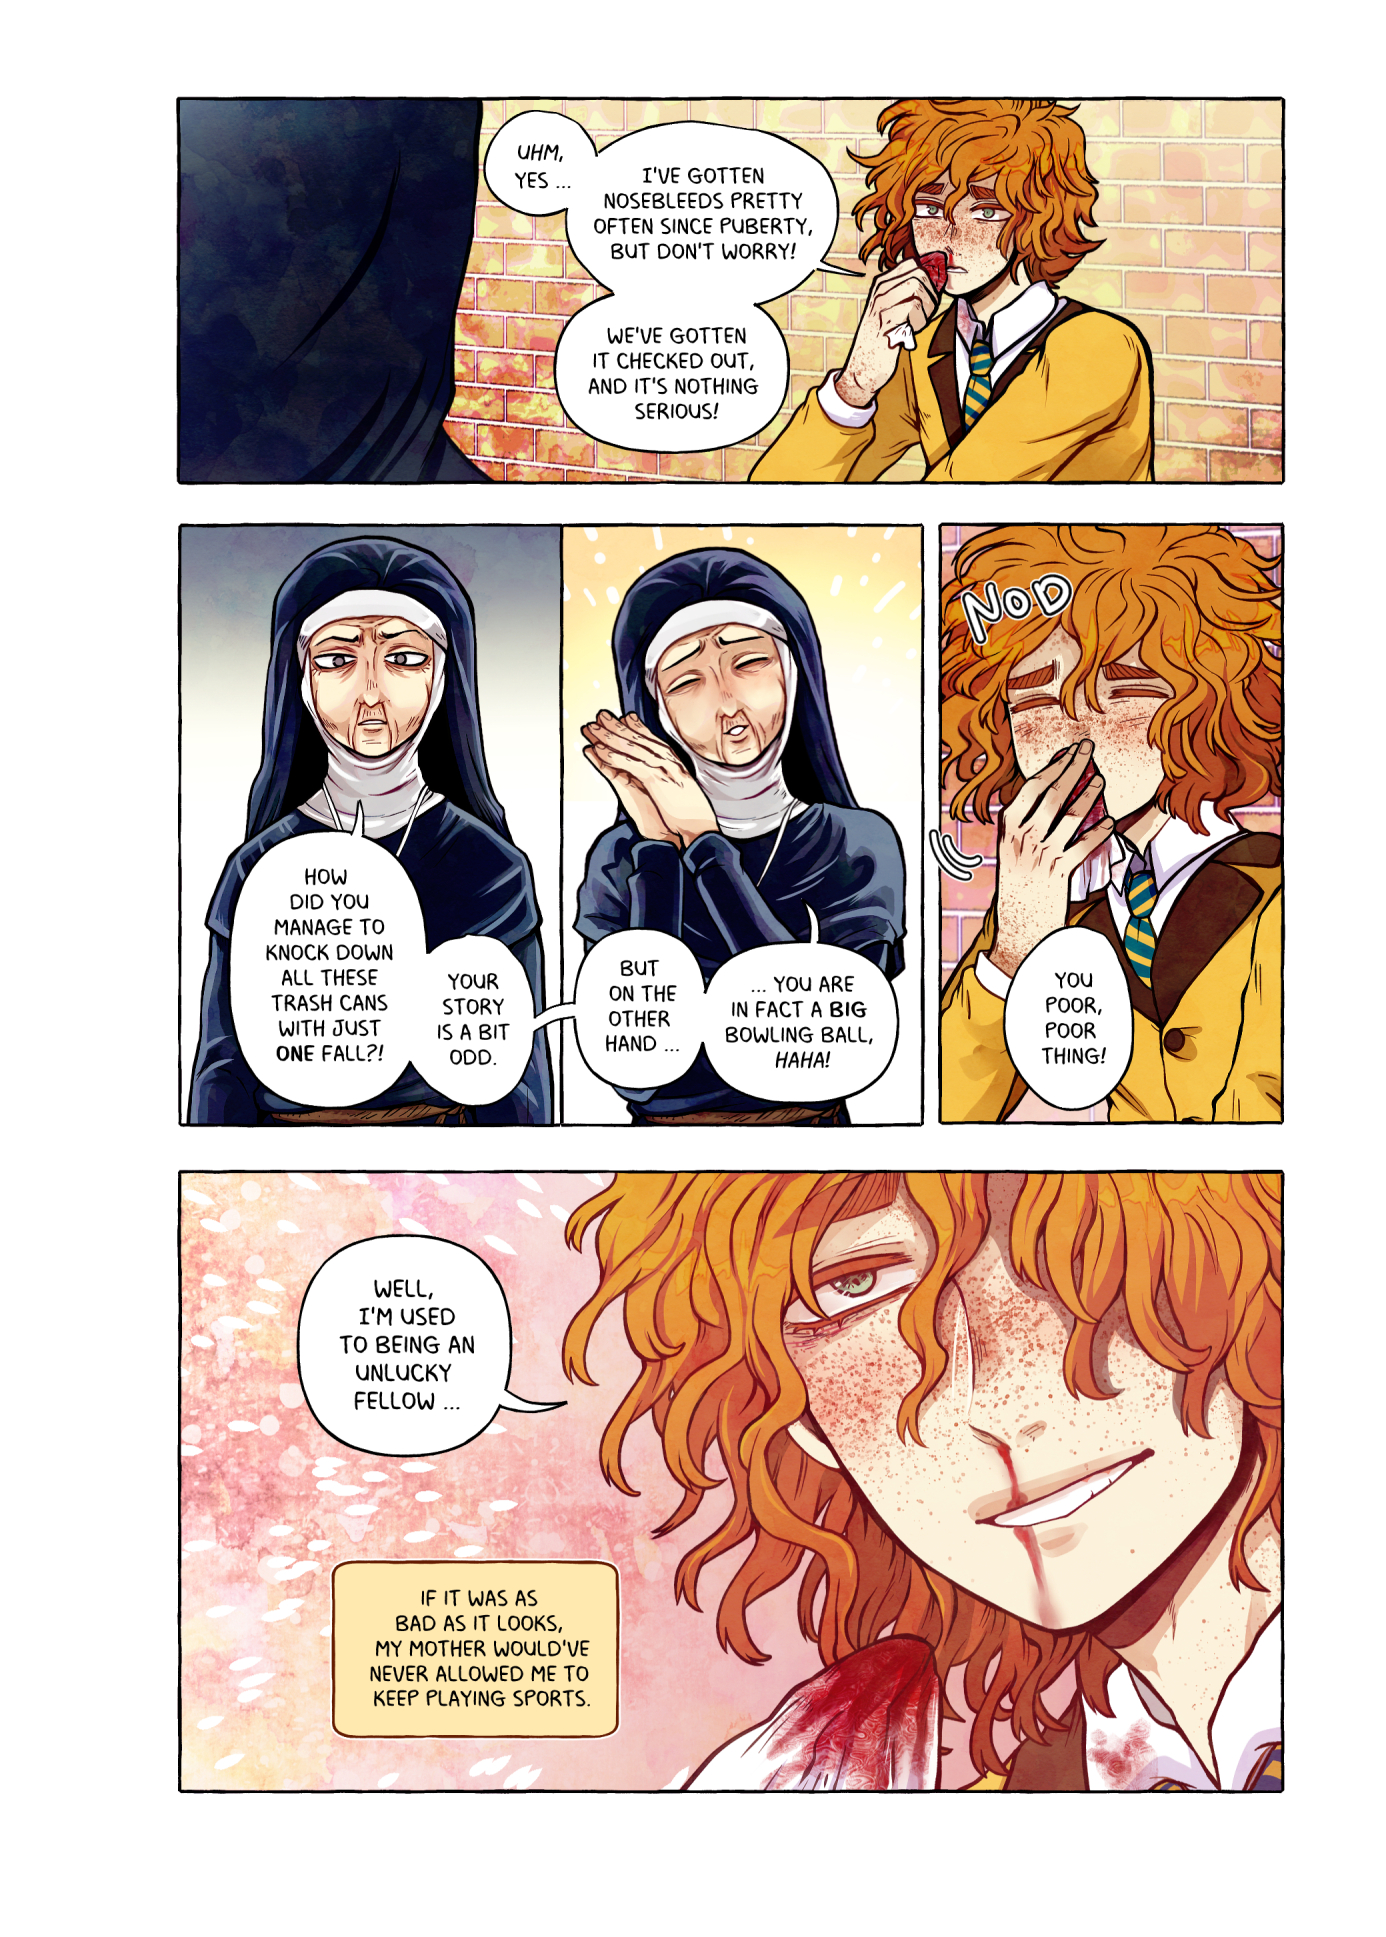 UHM,
YES ...
I'VE GOTTEN
NOSEBLEEDS PRETTY
OFTEN SINCE PUBERTY,
BUT DON'T WORRY!
WE'VE GOTTEN
IT CHECKED OUT,
AND IT'S NOTHING
SERIOUS!
HOW
DID YOU
MANAGE TO
KNOCK DOWN
ALL THESE
TRASH CANS
WITH JUST
ONE FALL?!
YOUR
STORY
IS A BIT
ODD.
BUT
ON THE
OTHER
HAND ...
... YOU ARE
IN FACT A BIG
BOWLING BALL,
HAHA!
NOD
YOU
POOR,
POOR
THING!
WELL,
I'M USED
TO BEING AN
UNLUCKY
FELLOW ...
IF IT WAS AS
BAD AS IT LOOKS,
MY MOTHER WOULD'VE
NEVER ALLOWED ME TO
KEEP PLAYING SPORTS.